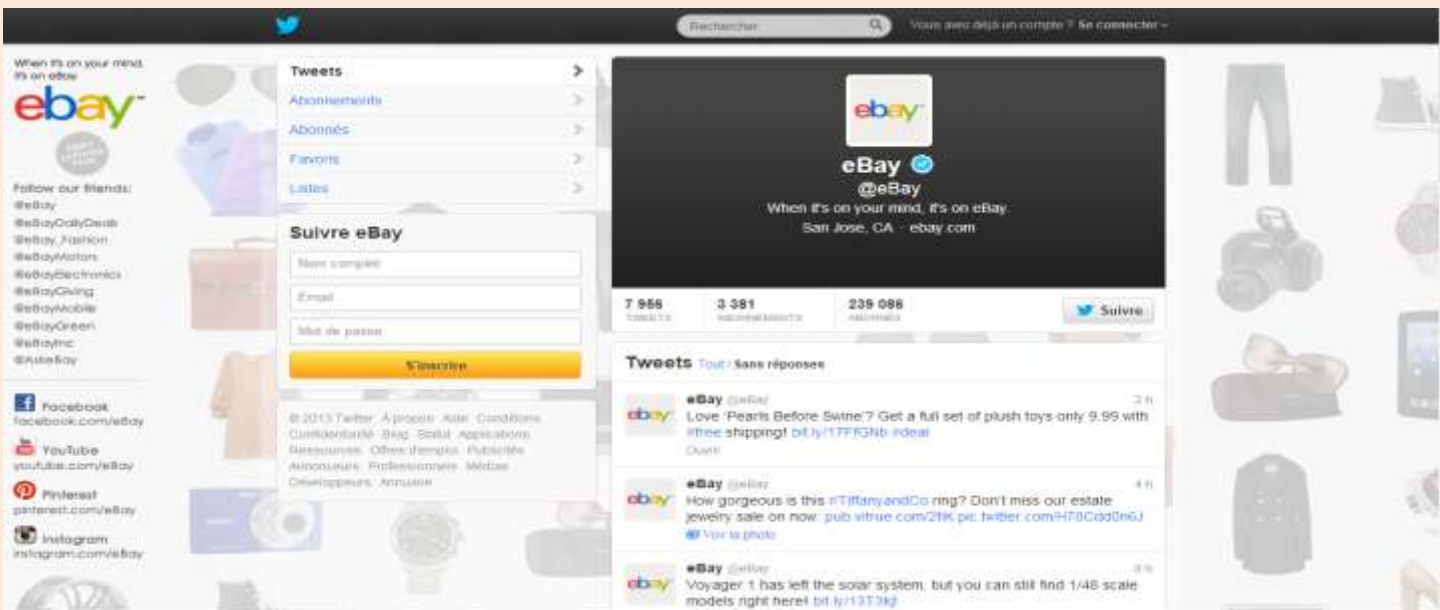 Rechercher
Vous avez déjà un compte ? Se connecter
When it's on your mind,
it's on eBay
ebay™
Follow our friends:
@eBay
@eBayDailyDeals
@eBay_Fashion
@eBayMotors
@eBayElectronics
@eBayGiving
@eBayMobile
@eBayGreen
@eBayInc
@AskeBay
Facebook
facebook.com/eBay
YouTube
youtube.com/eBay
Pinterest
pinterest.com/eBay
Instagram
instagram.com/eBay
Tweets
Abonnements
Abonnés
Favoris
Listes
Suivre eBay
Nom complet
Email
Mot de passe
S'inscrire
© 2013 Twitter À propos Aide Conditions
Confidentialité Blog Statut Applications
Ressources Offres d'emploi Publicités
Annonceurs Professionnels Médias
Développeurs Annuaire
ebay™
eBay
@eBay
When it's on your mind, it's on eBay.
San Jose, CA · ebay.com
7 956 3 381 239 086
TWEETS ABONNEMENTS ABONNÉS
Suivre
Tweets Tout / Sans réponses
eBay @eBay
ebay
Love 'Pearls Before Swine'? Get a full set of plush toys only 9.99 with
#free shipping! bit.ly/17FfGNb #deal
Ouvrir
eBay @eBay 4 h
ebay
How gorgeous is this #TiffanyandCo ring? Don't miss our estate
jewelry sale on now: pub.vitrue.com/2fiK pic.twitter.com/H78Cdd0n6J
Voir la photo
eBay @eBay
ebay
Voyager 1 has left the solar system, but you can still find 1/48 scale
models right here! bit.ly/13T3kjl